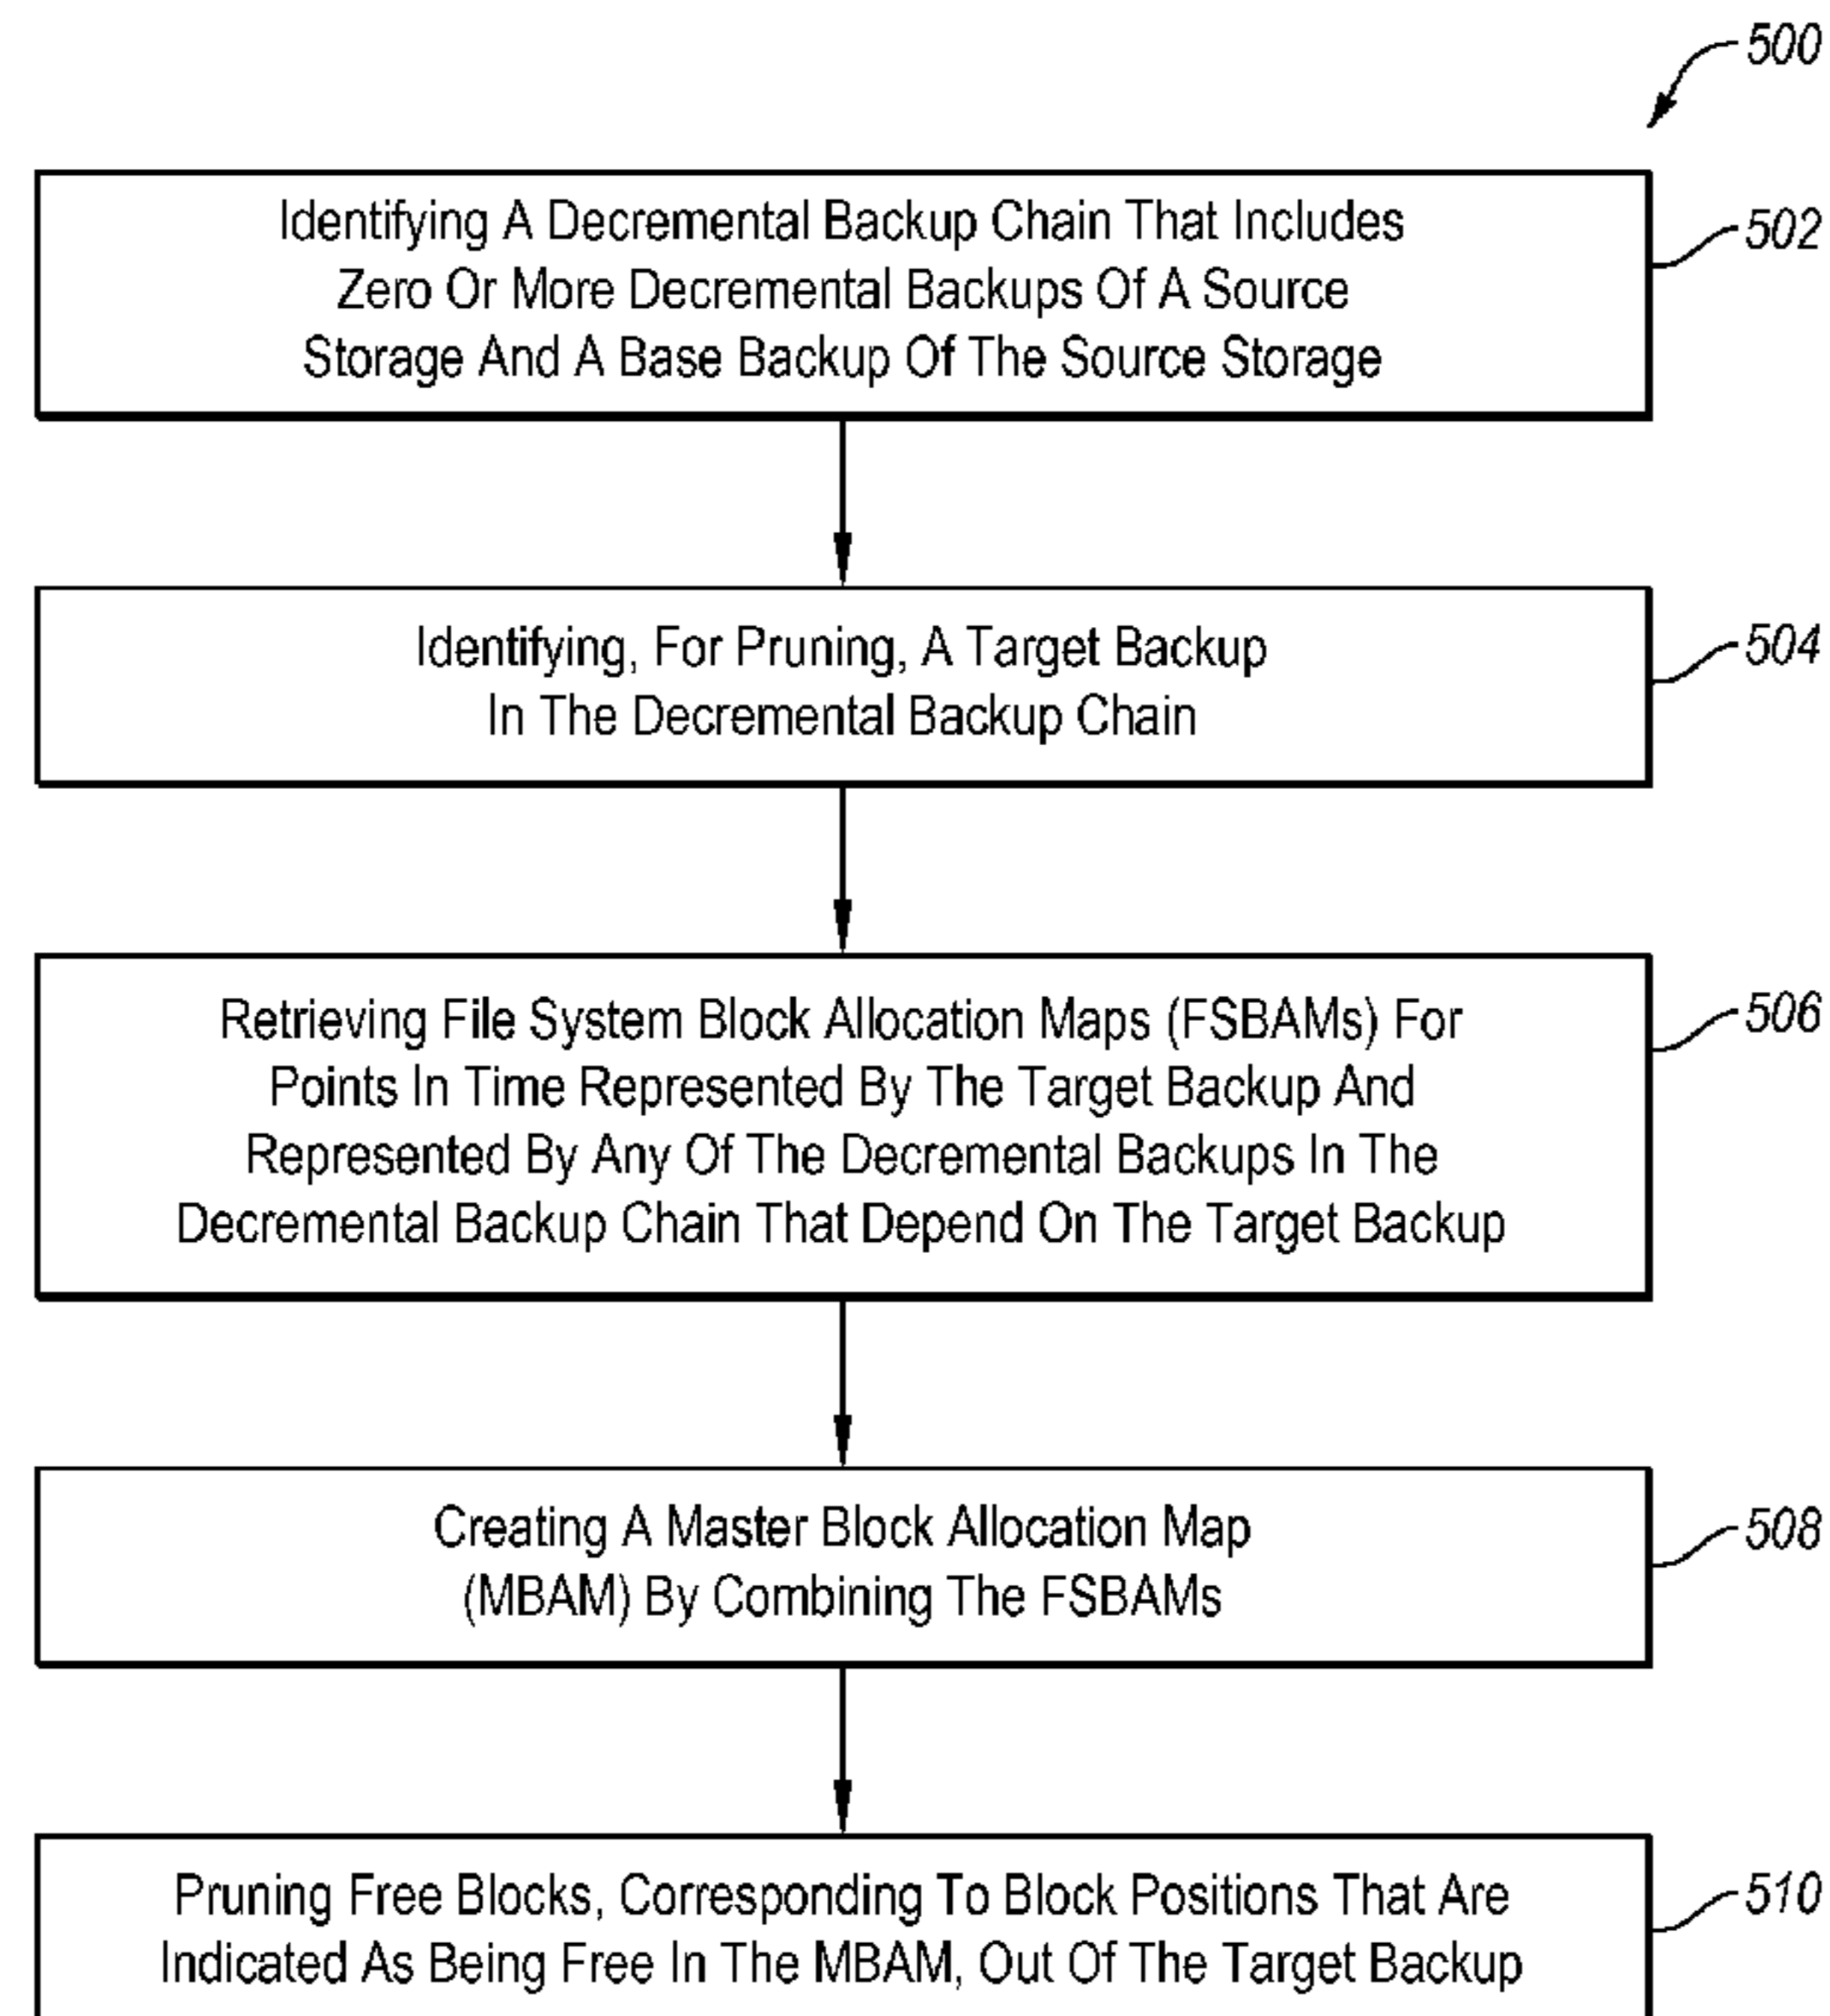 500
Identifying A Decremental Backup Chain That Includes
Zero Or More Decremental Backups Of A Source
Storage And A Base Backup Of The Source Storage
502
Identifying, For Pruning, A Target Backup
In The Decremental Backup Chain
504
Retrieving File System Block Allocation Maps (FSBAMs) For
Points In Time Represented By The Target Backup And
Represented By Any Of The Decremental Backups In The
Decremental Backup Chain That Depend On The Target Backup
506
Creating A Master Block Allocation Map
(MBAM) By Combining The FSBAMs
508
Pruning Free Blocks, Corresponding To Block Positions That Are
Indicated As Being Free In The MBAM, Out Of The Target Backup
510